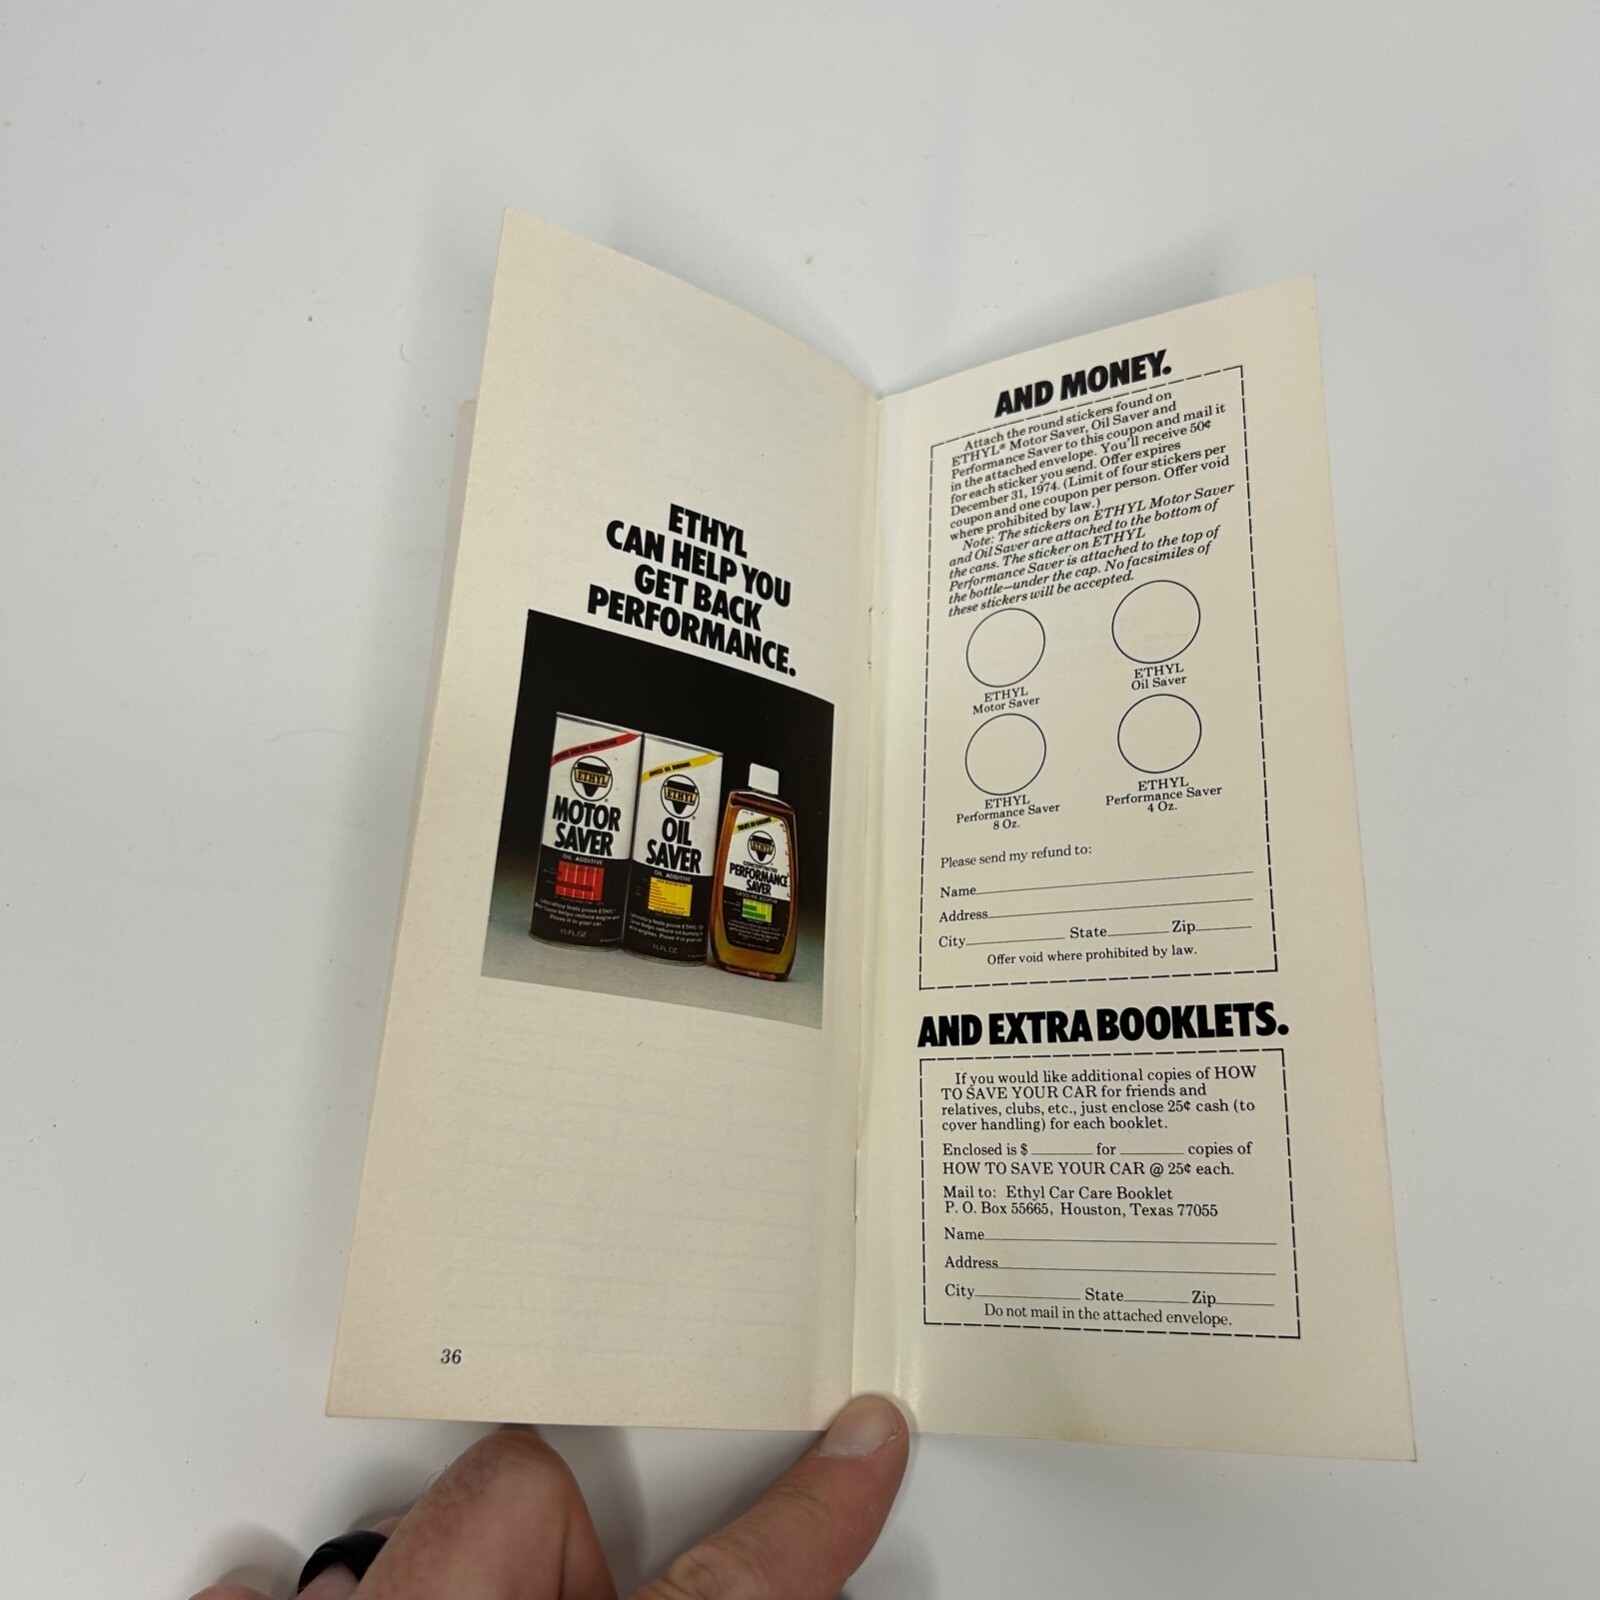 ETHYL
CAN HELP YOU
GET BACK
PERFORMANCE.
ETHYL
MOTOR
SAVER
OIL ADDITIVE
15 FL.OZ
ETHYL
OIL
SAVER
OIL ADDITIVE
15 FL.OZ
ETHYL
CONCENTRATED
PERFORMANCE
SAVER
36
AND MONEY.
Attach the round stickers found on
ETHYL® Motor Saver, Oil Saver and
Performance Saver to this coupon and mail it
in the attached envelope. You'll receive 50¢
for each sticker you send. Offer expires
December 31, 1974. (Limit of four stickers per
coupon and one coupon per person. Offer void
where prohibited by law.)
Note: The stickers on ETHYL Motor Saver
and Oil Saver are attached to the bottom of
the cans. The sticker on ETHYL
Performance Saver is attached to the top of
the bottle—under the cap. No facsimiles of
these stickers will be accepted.
ETHYL
Motor Saver
ETHYL
Oil Saver
ETHYL
Performance Saver
8 Oz.
ETHYL
Performance Saver
4 Oz.
Please send my refund to:
Name
Address
City State Zip
Offer void where prohibited by law.
AND EXTRA BOOKLETS.
If you would like additional copies of HOW
TO SAVE YOUR CAR for friends and
relatives, clubs, etc., just enclose 25¢ cash (to
cover handling) for each booklet.
Enclosed is $ for copies of
HOW TO SAVE YOUR CAR @ 25¢ each.
Mail to: Ethyl Car Care Booklet
P. O. Box 55665, Houston, Texas 77055
Name
Address
City State Zip
Do not mail in the attached envelope.